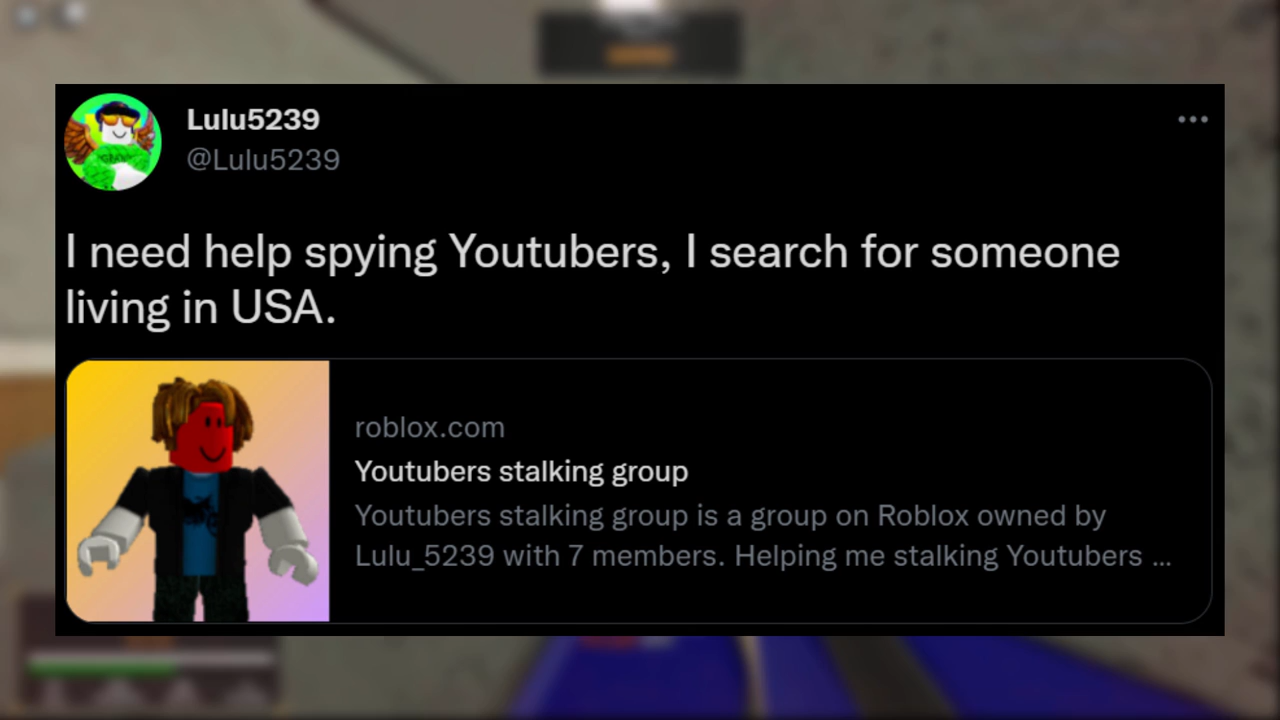 Lulu5239
@Lulu5239
I need help spying Youtubers, I search for someone
living in USA.
roblox.com
Youtubers stalking group
Youtubers stalking group is a group on Roblox owned by
Lulu_5239 with 7 members. Helping me stalking Youtubers ...